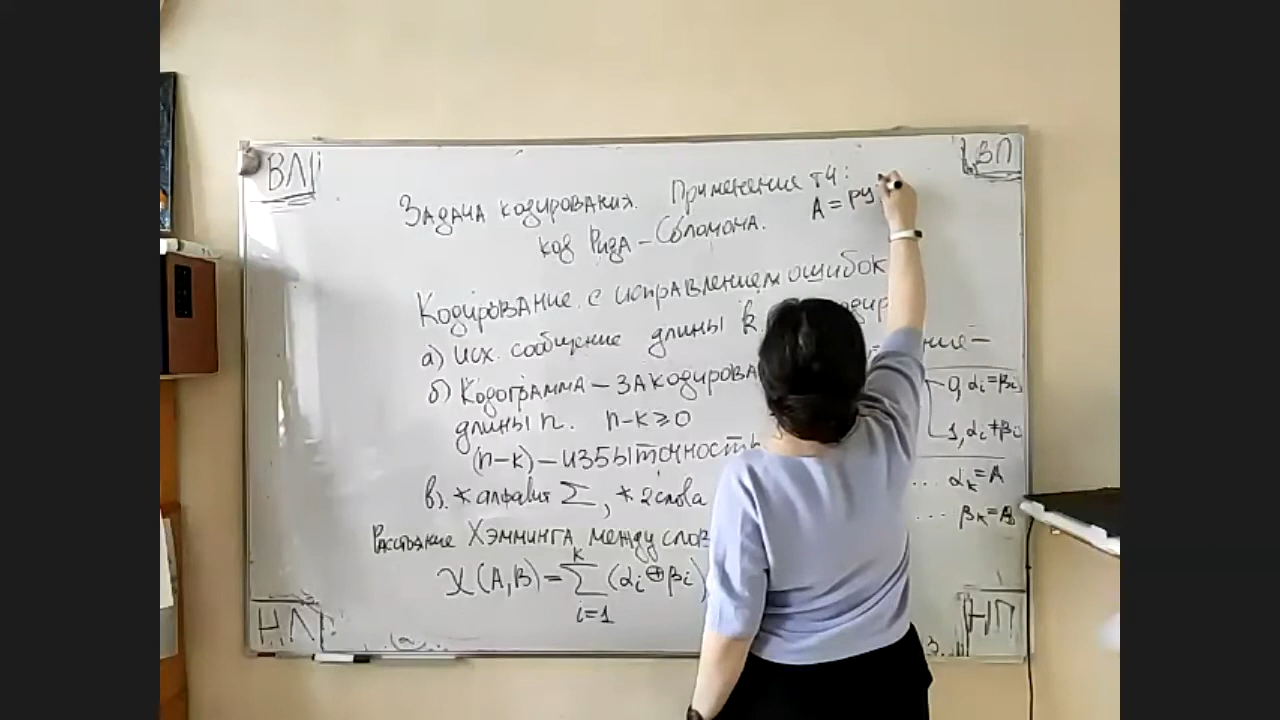 ВЛ
ВП
Задача кодирования. Применение т4:
код Рида – Соломона.
A = ру
Кодирование с исправлением ошибок
а) исх. сообщение длины k
б) Кодограмма – закодирова
длины n. n-k ≥ 0
(n-k) – избыточность
0, αi = βi
1, αi ≠ βi
в). * алфавит Σ, * 2 слова
... αk = A
... βk = B
Расстояние Хэмминга между слов
χ(A,B) = Σ (αi ⊕ βi)
k
i=1
НЛ
НП